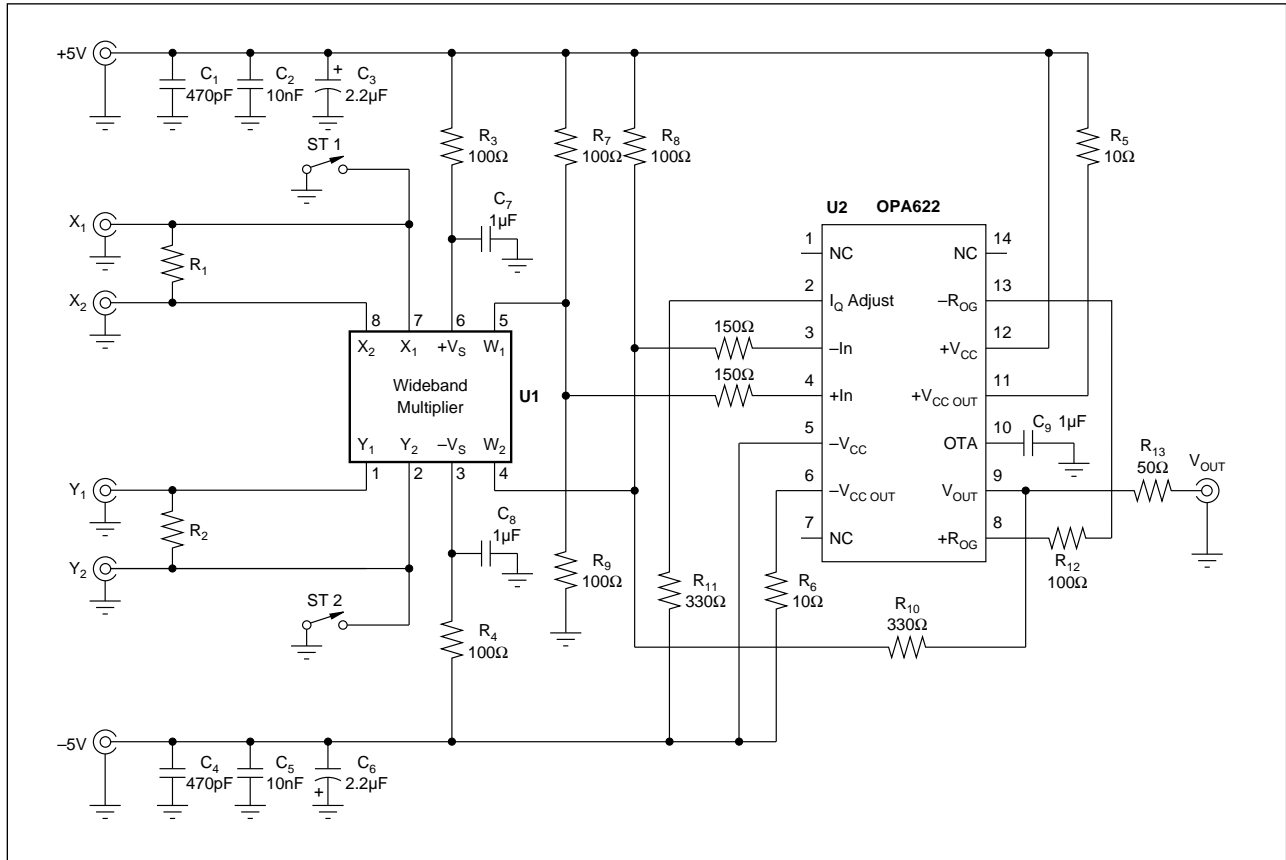 +5V
C1
470pF
C2
10nF
+
C3
2.2µF
R3
100Ω
R7
100Ω
R8
100Ω
R5
10Ω
ST 1
C7
1µF
U2 OPA622
X1
R1
X2
1
NC
14
NC
2
IQ Adjust
13
–ROG
3
–In
12
+VCC
4
+In
11
+VCC OUT
5
–VCC
10
OTA
6
–VCC OUT
9
VOUT
7
NC
8
+ROG
150Ω
150Ω
8 7 6 5
X2 X1 +VS W1
Wideband
Multiplier
U1
Y1 Y2 –VS W2
1 2 3 4
C9 1µF
R13
50Ω
VOUT
Y1
R2
Y2
C8
1µF
R12
100Ω
ST 2
R9
100Ω
R11
330Ω
R6
10Ω
R10
330Ω
R4
100Ω
–5V
C4
470pF
C5
10nF
C6
2.2µF
+